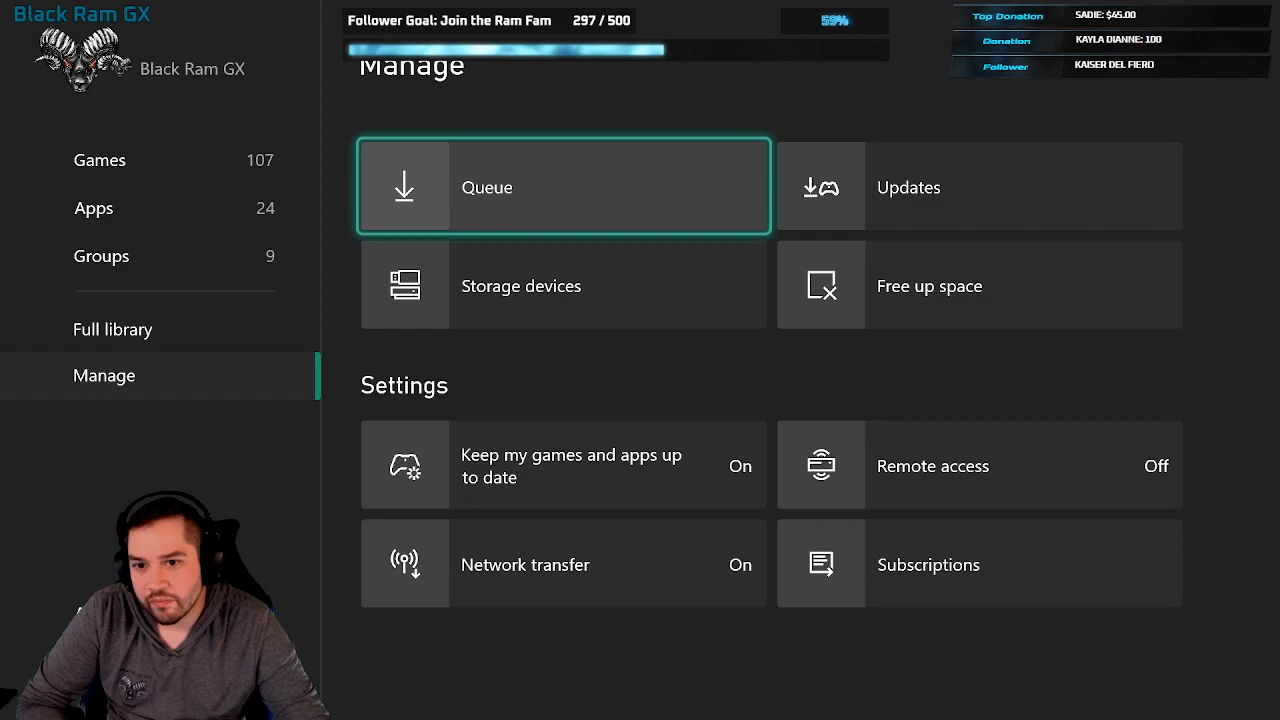 Black Ram GX
Follower Goal: Join the Ram Fam 297 / 500
59%
Top Donation SADIE: $45.00
Donation KAYLA DIANNE: 100
Follower KAISER DEL FIERO
Black Ram GX
Games 107
Apps 24
Groups 9
Full library
Manage
Manage
Queue
Updates
Storage devices
Free up space
Settings
Keep my games and apps up
to date
On
Remote access Off
Network transfer On
Subscriptions